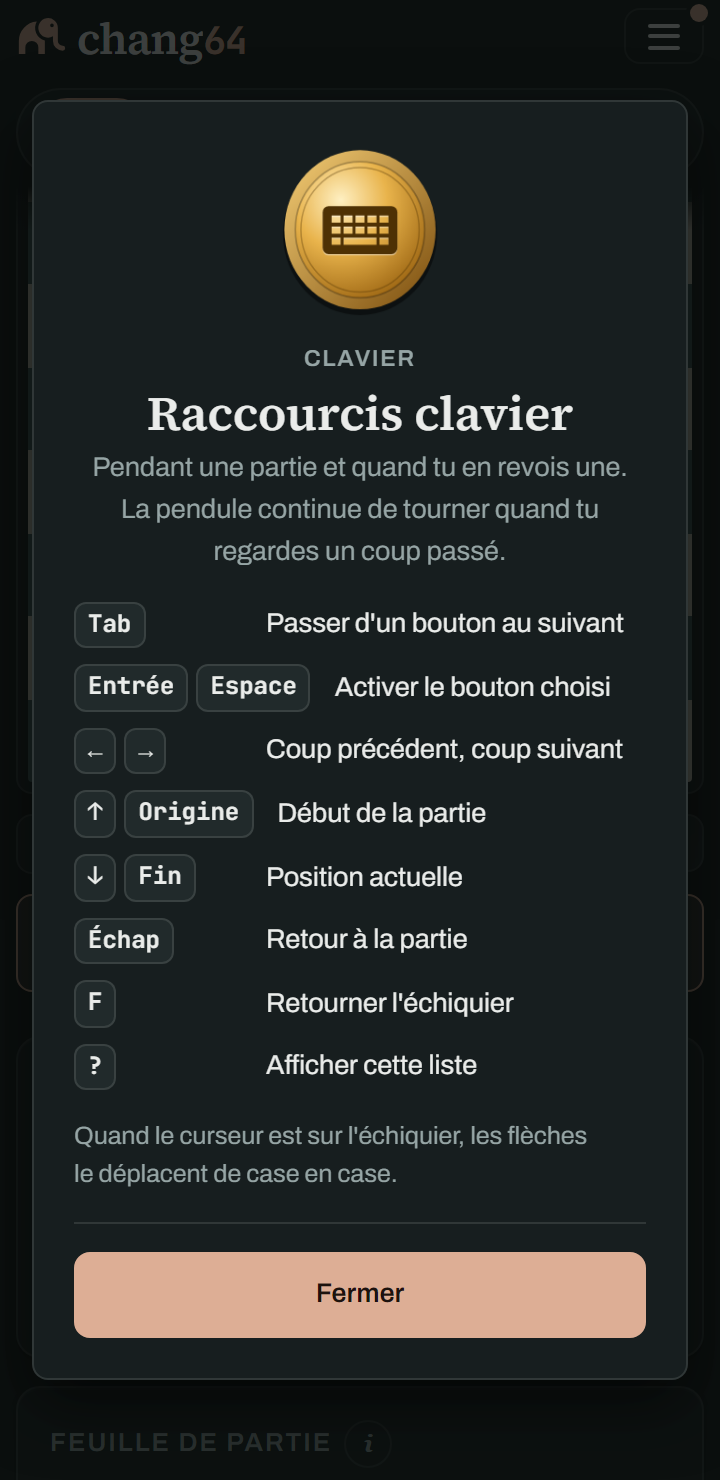 chang64
CLAVIER
Raccourcis clavier
Pendant une partie et quand tu en revois une.
La pendule continue de tourner quand tu
regardes un coup passé.
Tab Passer d'un bouton au suivant
Entrée Espace Activer le bouton choisi
← → Coup précédent, coup suivant
↑ Origine Début de la partie
↓ Fin Position actuelle
Échap Retour à la partie
F Retourner l'échiquier
? Afficher cette liste
Quand le curseur est sur l'échiquier, les flèches
le déplacent de case en case.
Fermer
FEUILLE DE PARTIE i